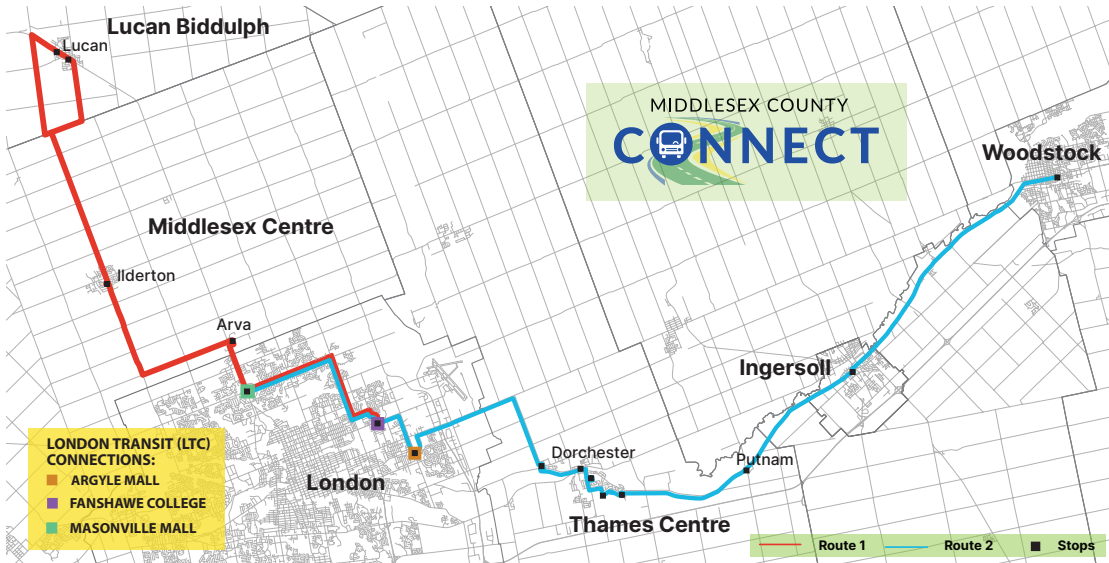 Lucan Biddulph
Lucan
MIDDLESEX COUNTY
CONNECT
Woodstock
Middlesex Centre
Ilderton
Arva
Ingersoll
LONDON TRANSIT (LTC)
CONNECTIONS:
ARGYLE MALL
FANSHAWE COLLEGE
MASONVILLE MALL
London
Dorchester
Putnam
Thames Centre
Route 1
Route 2
Stops